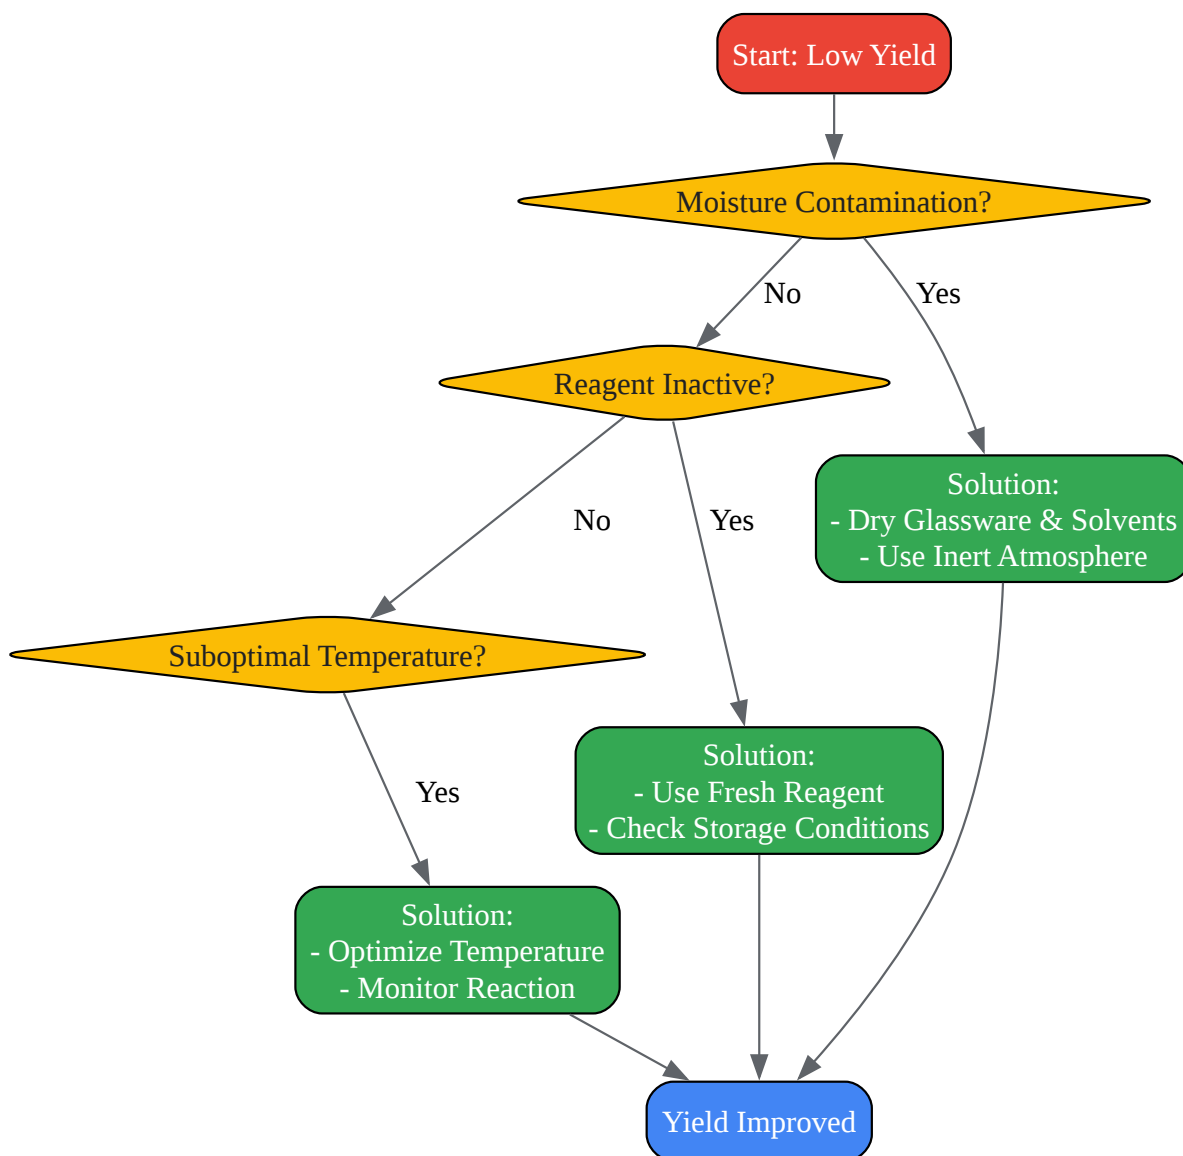 Start: Low Yield
Moisture Contamination?
No
Yes
Reagent Inactive?
Solution:
- Dry Glassware & Solvents
- Use Inert Atmosphere
No
Yes
Suboptimal Temperature?
Solution:
- Use Fresh Reagent
- Check Storage Conditions
Yes
Solution:
- Optimize Temperature
- Monitor Reaction
Yield Improved